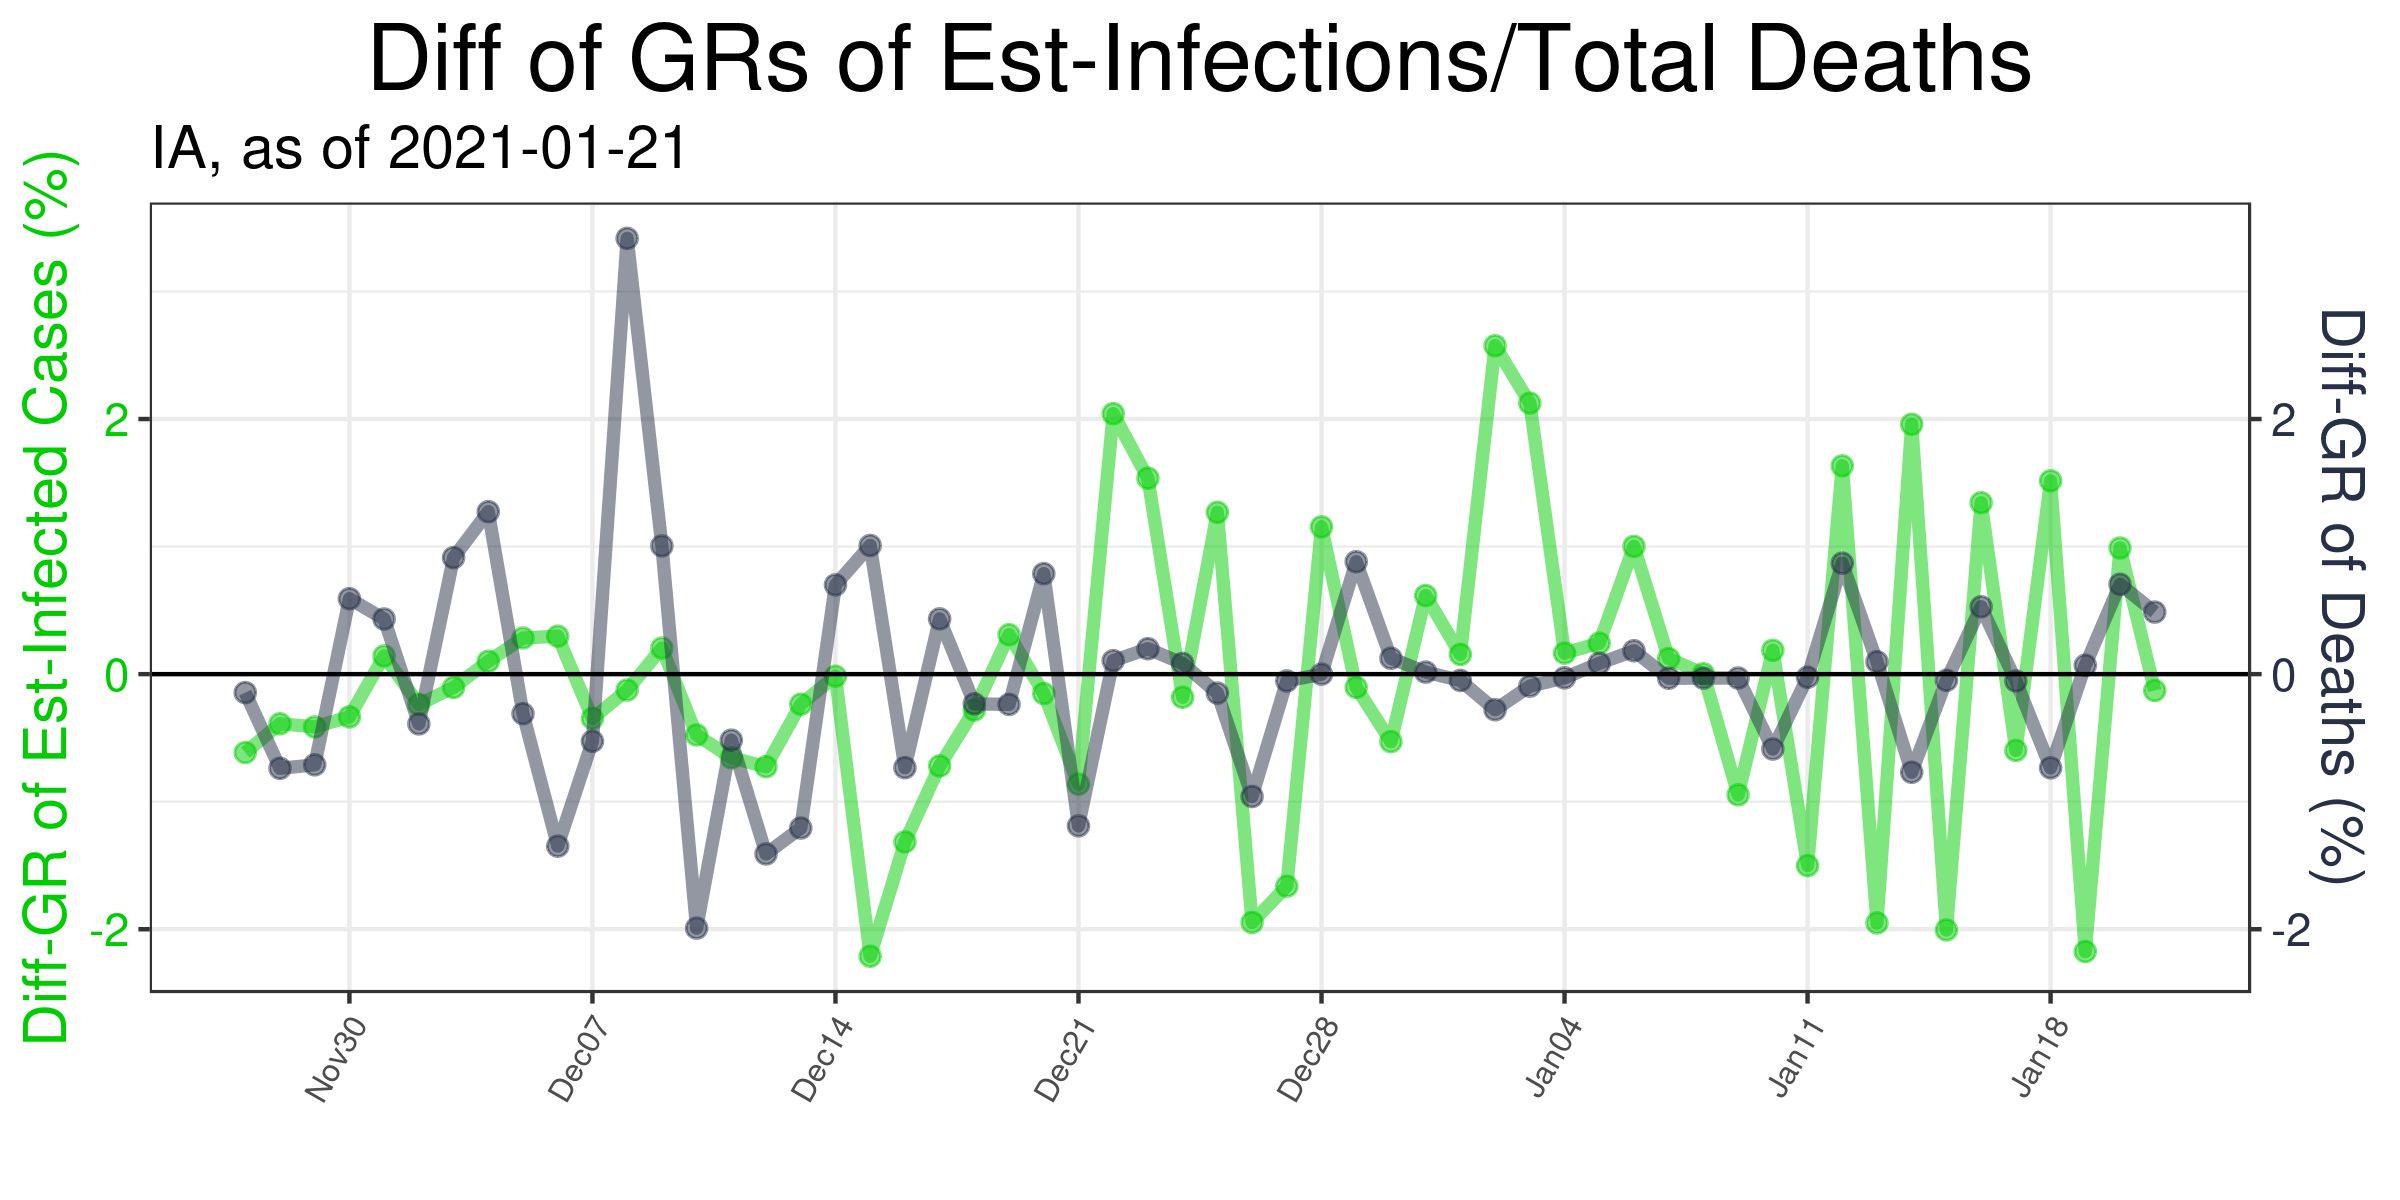 Diff of GRs of Est-Infections/Total Deaths
IA, as of 2021-01-21
Diff-GR of Est-Infected Cases (%)
2
0
-2
2
0
-2
Diff-GR of Deaths (%)
Nov30
Dec07
Dec14
Dec21
Dec28
Jan04
Jan11
Jan18